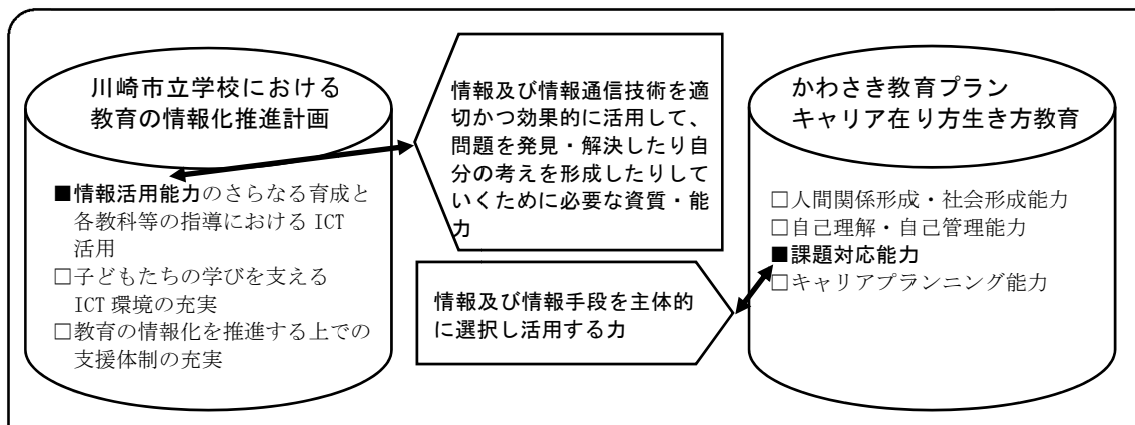 川崎市立学校における
教育の情報化推進計画
■情報活用能力のさらなる育成と
各教科等の指導における ICT
活用
□子どもたちの学びを支える
ICT 環境の充実
□教育の情報化を推進する上での
支援体制の充実
情報及び情報通信技術を適
切かつ効果的に活用して、
問題を発見・解決したり自
分の考えを形成したりして
いくために必要な資質・能
力
情報及び情報手段を主体的
に選択し活用する力
かわさき教育プラン
キャリア在り方生き方教育
□人間関係形成・社会形成能力
□自己理解・自己管理能力
■課題対応能力
□キャリアプランニング能力